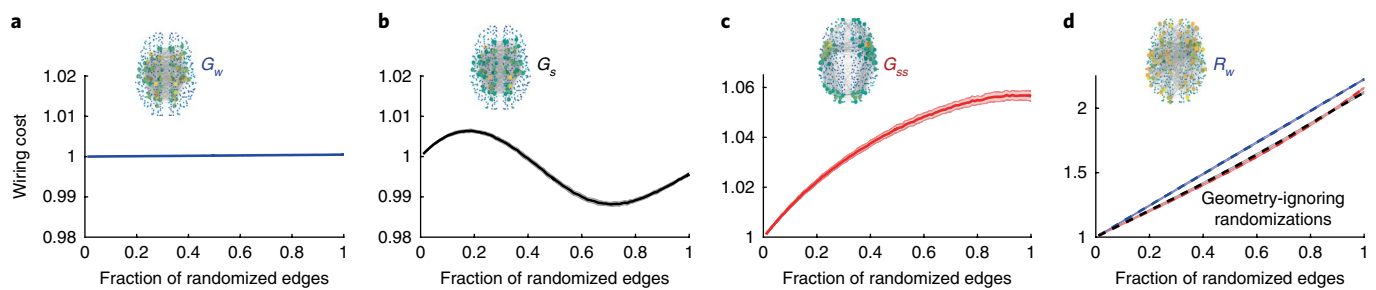 a
b
c
d
G_w
G_s
G_ss
R_w
Wiring cost
1.02
1.01
1
0.99
0.98
0 0.2 0.4 0.6 0.8 1
Fraction of randomized edges
1.02
1.01
1
0.99
0.98
0 0.2 0.4 0.6 0.8 1
Fraction of randomized edges
1.06
1.04
1.02
1
0 0.2 0.4 0.6 0.8 1
Fraction of randomized edges
2
1.5
1
Geometry-ignoring
randomizations
0 0.2 0.4 0.6 0.8 1
Fraction of randomized edges